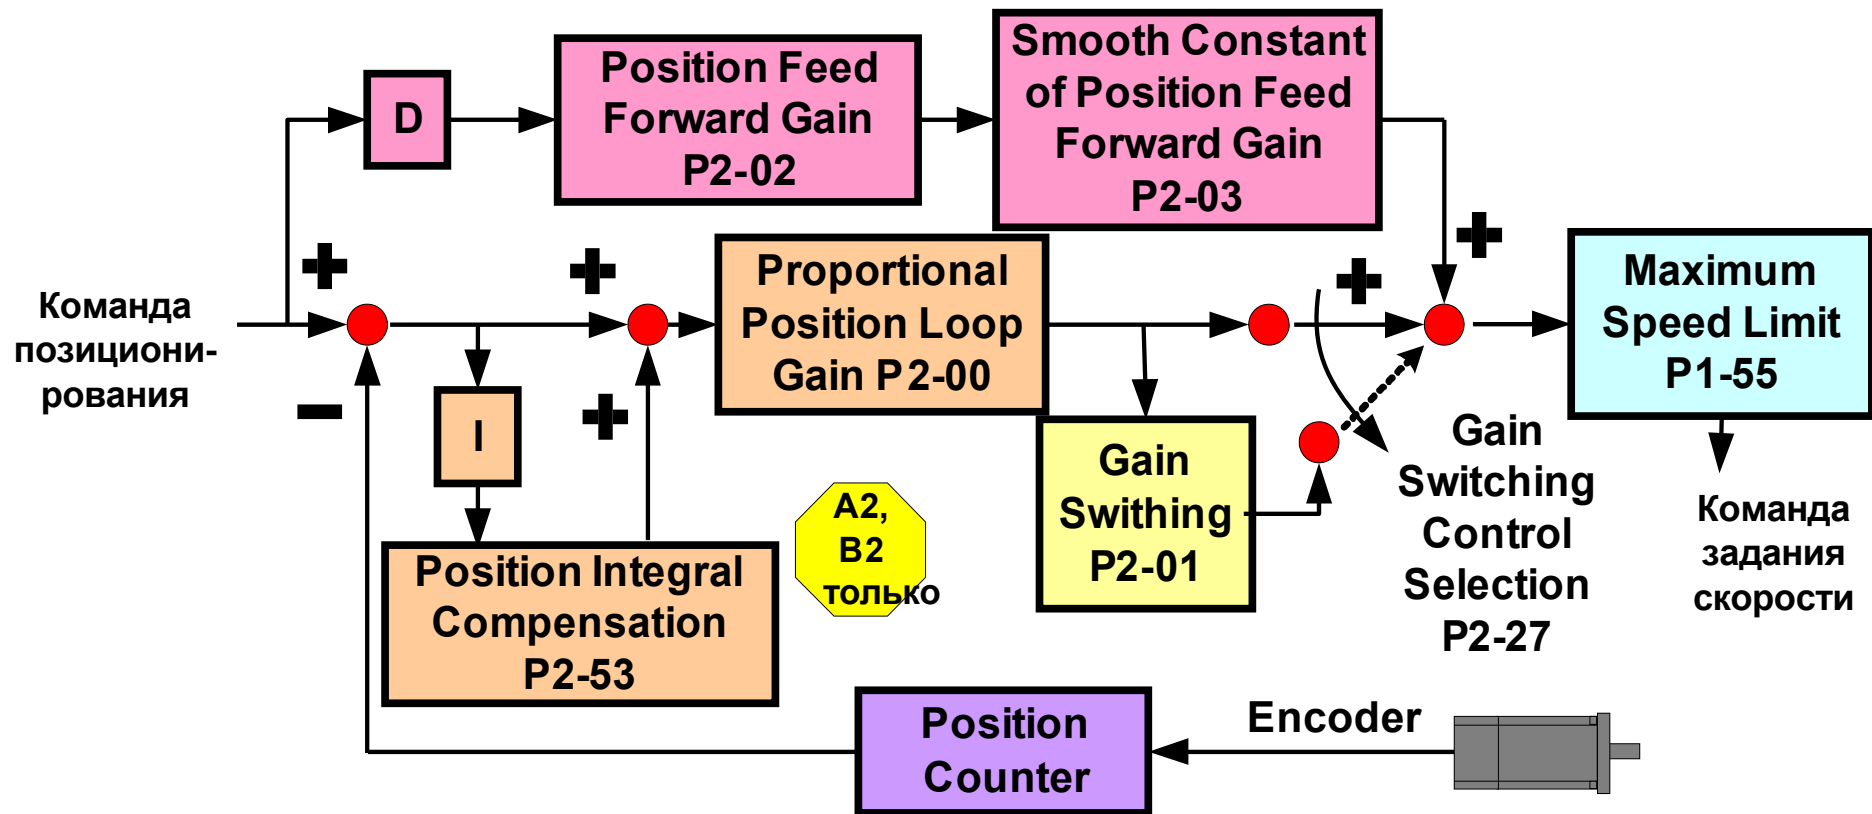 Position Feed
Forward Gain
P2-02
Smooth Constant
of Position Feed
Forward Gain
P2-03
D
Команда
позициони-
рования
Proportional
Position Loop
Gain P2-00
Maximum
Speed Limit
P1-55
I
Gain
Swithing
P2-01
Gain
Switching
Control
Selection
P2-27
Команда
задания
скорости
A2,
B2
только
Position Integral
Compensation
P2-53
Position
Counter
Encoder